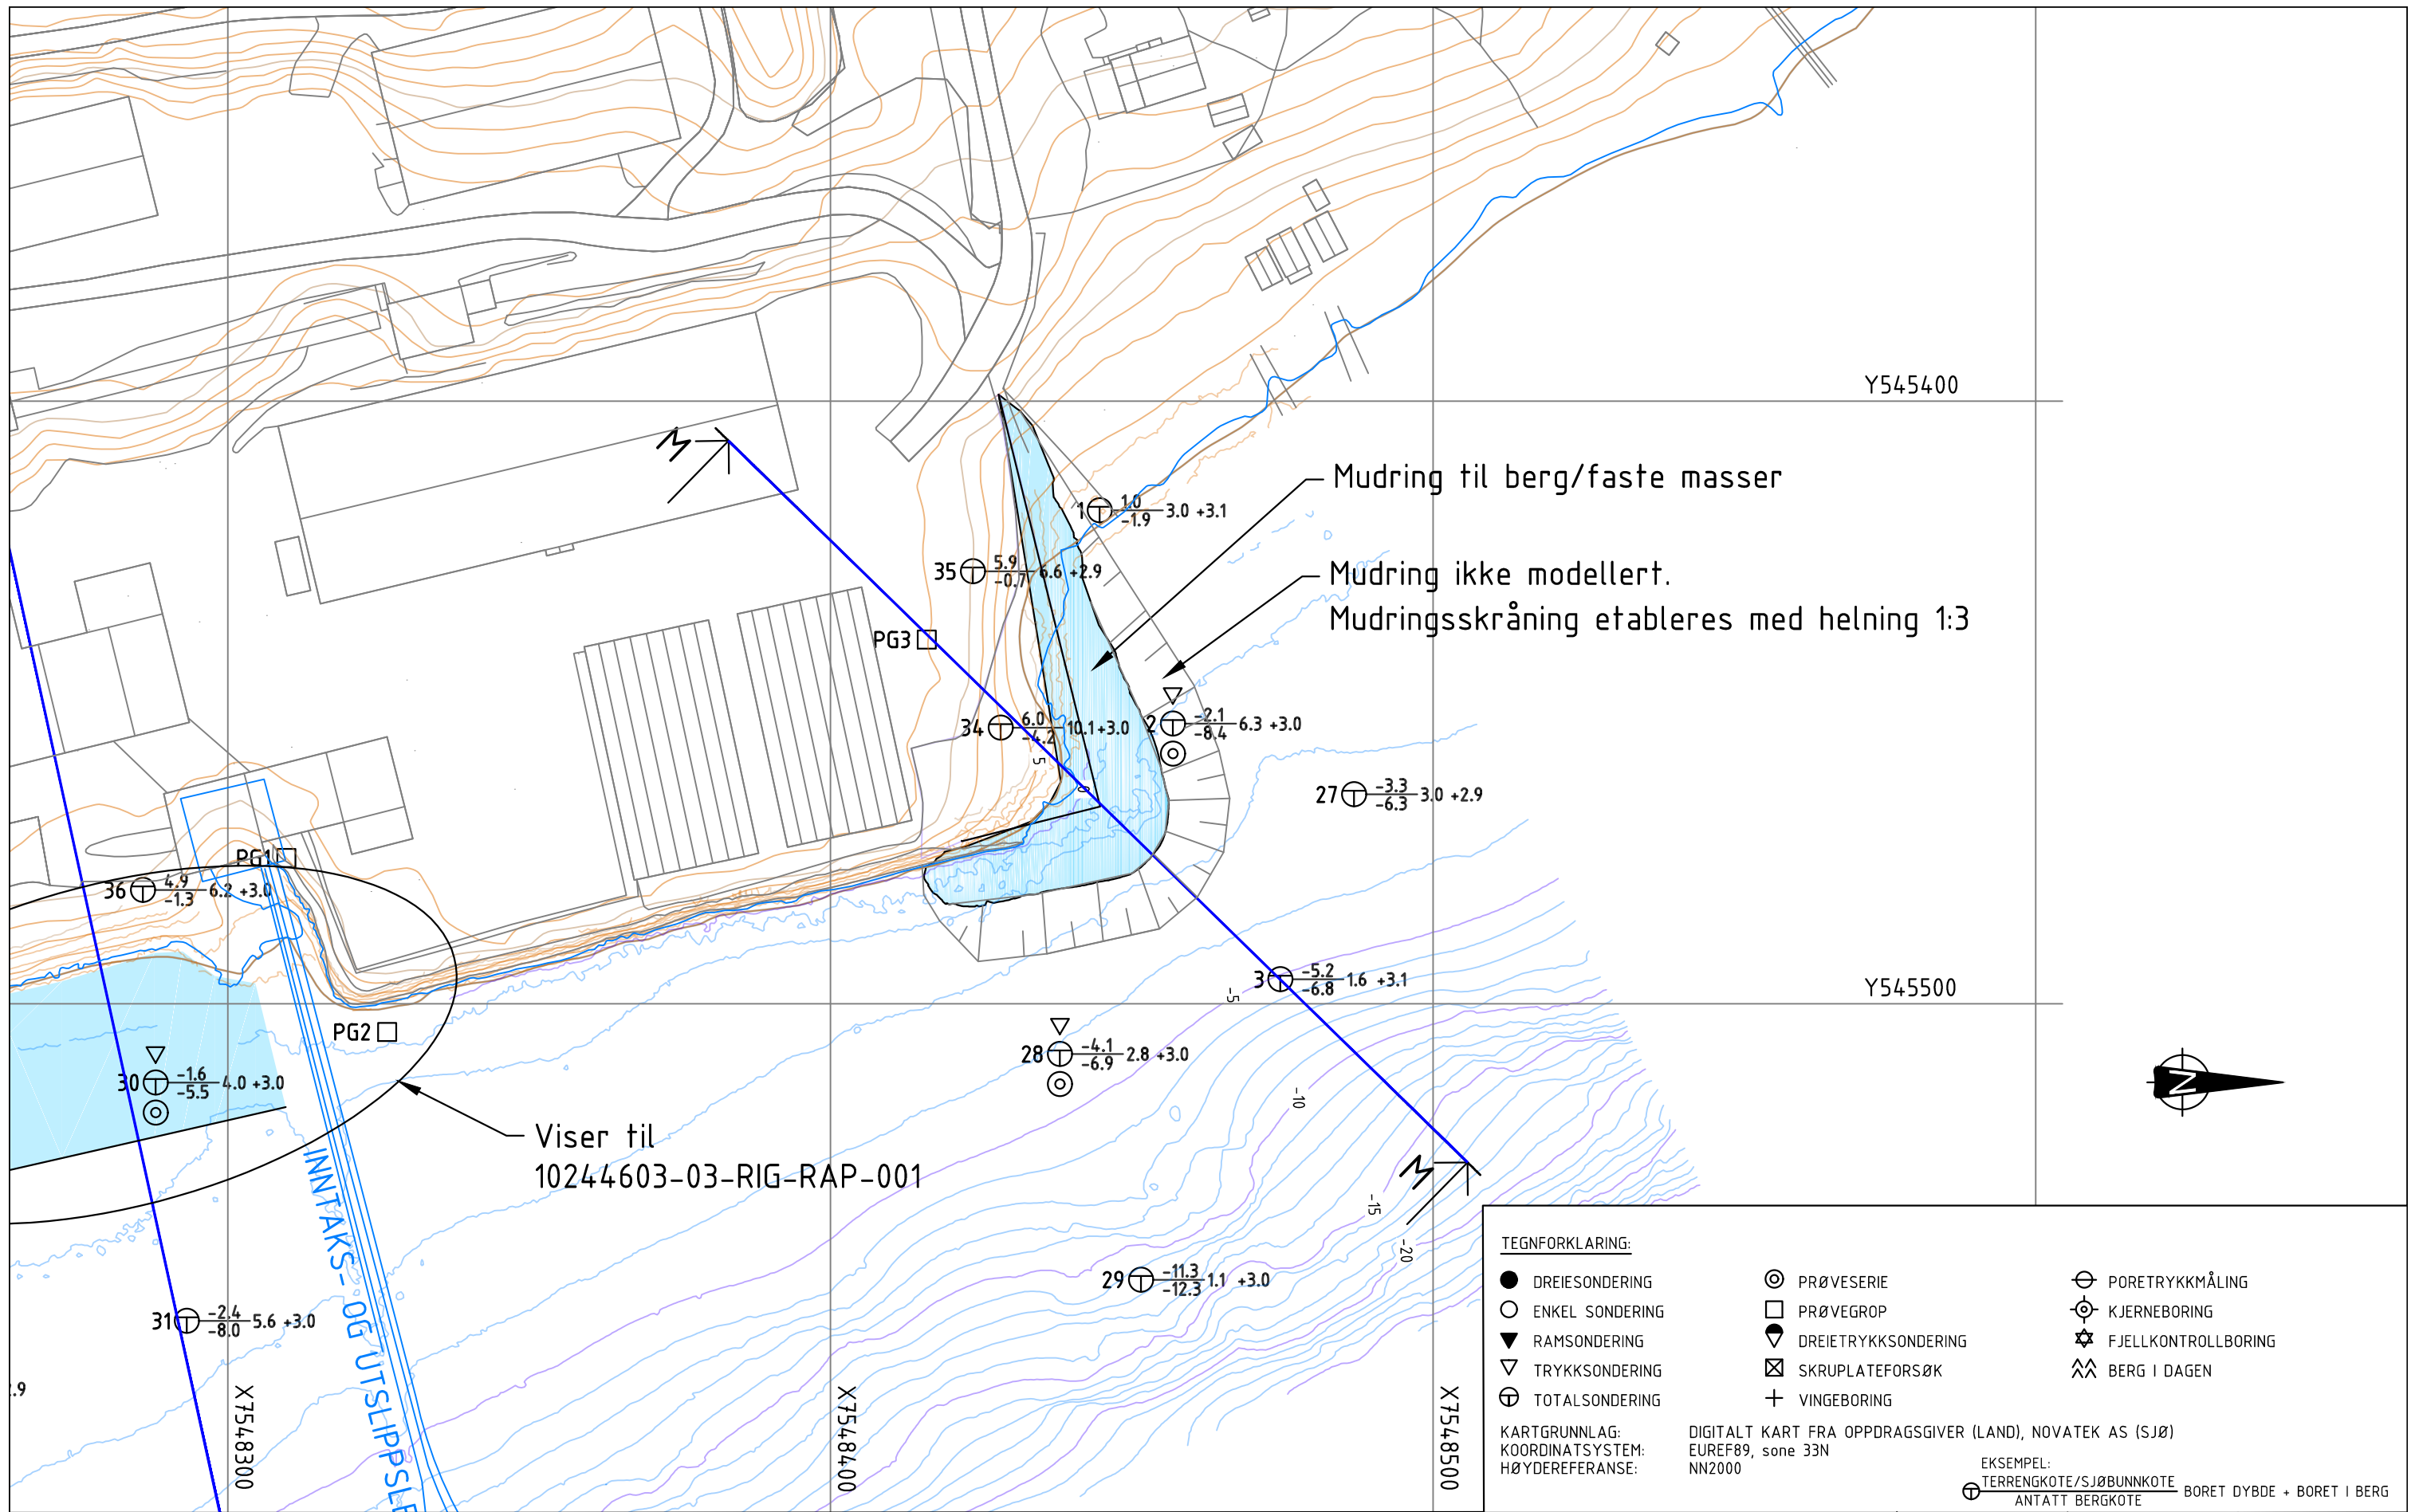 Y545400
M
Mudring til berg/faste masser
1 1.0 -1.9 3.0 +3.1
35 5.9 -0.7 6.6 +2.9
Mudring ikke modellert.
Mudringsskråning etableres med helning 1:3
PG3
34 6.0 -4.2 10.1 +3.0
2 -2.1 -8.4 6.3 +3.0
5
0
27 -3.3 -6.3 3.0 +2.9
PG1
36 4.9 -1.3 6.2 +3.0
3 -5.2 -6.8 1.6 +3.1
-5
Y545500
PG2
28 -4.1 -6.9 2.8 +3.0
30 -1.6 -5.5 4.0 +3.0
-10
N
Viser til
10244603-03-RIG-RAP-001
M
-15
-20
INNTAKS- OG UTSLIPPSLE
29 -11.3 -12.3 1.1 +3.0
31 -2.4 -8.0 5.6 +3.0
2.9
X7548300
X7548400
X7548500
TEGNFORKLARING:
DREIESONDERING
PRØVESERIE
PORETRYKKMÅLING
ENKEL SONDERING
PRØVEGROP
KJERNEBORING
RAMSONDERING
DREIETRYKKSONDERING
FJELLKONTROLLBORING
TRYKKSONDERING
SKRUPLATEFORSØK
BERG I DAGEN
TOTALSONDERING
VINGEBORING
KARTGRUNNLAG: DIGITALT KART FRA OPPDRAGSGIVER (LAND), NOVATEK AS (SJØ)
KOORDINATSYSTEM: EUREF89, sone 33N
HØYDEREFERANSE: NN2000
EKSEMPEL:
TERRENGKOTE/SJØBUNNKOTE
ANTATT BERGKOTE
BORET DYBDE + BORET I BERG